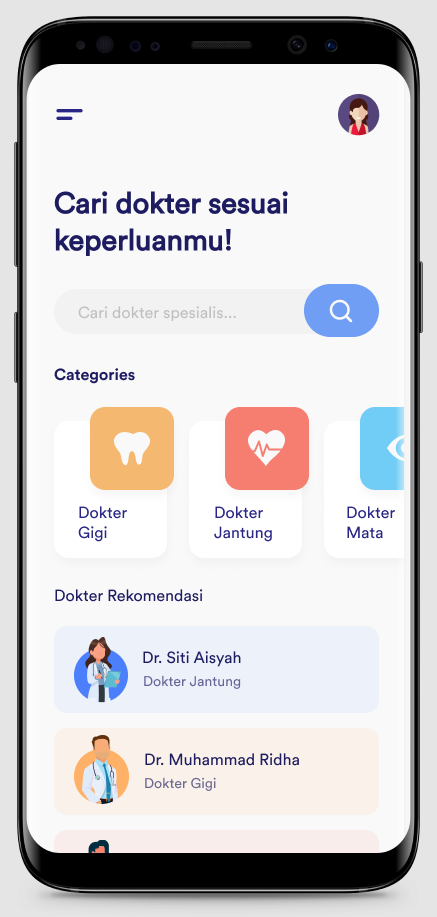 Cari dokter sesuai
keperluanmu!
Cari dokter spesialis...
Categories
Dokter
Gigi
Dokter
Jantung
Dokter
Mata
Dokter Rekomendasi
Dr. Siti Aisyah
Dokter Jantung
Dr. Muhammad Ridha
Dokter Gigi